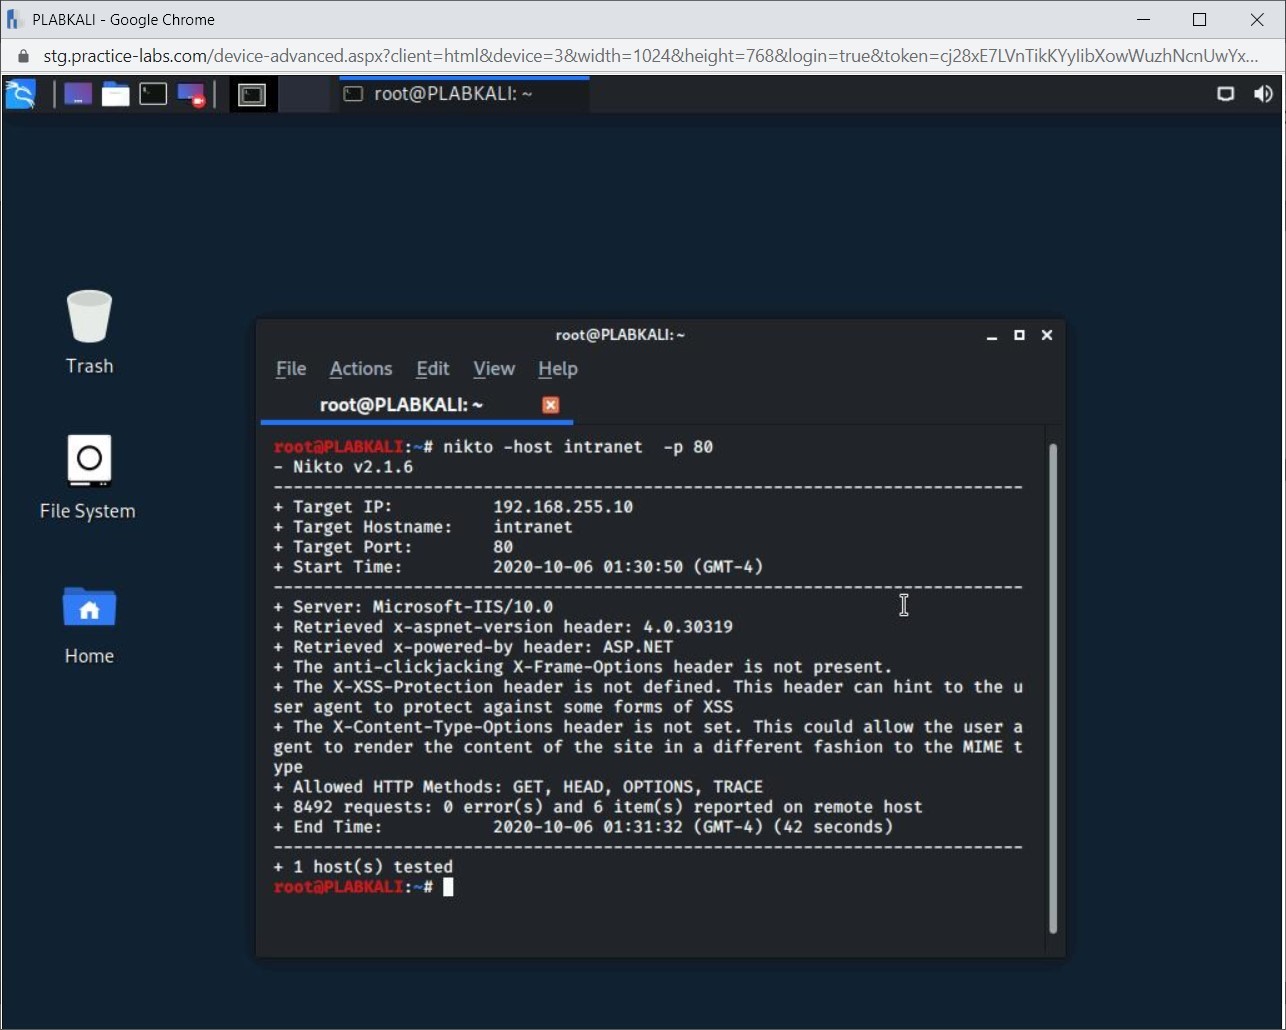 PLABKALI - Google Chrome
stg.practice-labs.com/device-advanced.aspx?client=html&device=3&width=1024&height=768&login=true&token=cj28xE7LVnTikKYylibXowWuzhNcnUwYx...
root@PLABKALI: ~
Trash
File System
Home
root@PLABKALI: ~
File Actions Edit View Help
root@PLABKALI: ~
root@PLABKALI:~# nikto -host intranet  -p 80
- Nikto v2.1.6
---------------------------------------------------------------------------
+ Target IP:          192.168.255.10
+ Target Hostname:    intranet
+ Target Port:        80
+ Start Time:         2020-10-06 01:30:50 (GMT-4)
---------------------------------------------------------------------------
+ Server: Microsoft-IIS/10.0
+ Retrieved x-aspnet-version header: 4.0.30319
+ Retrieved x-powered-by header: ASP.NET
+ The anti-clickjacking X-Frame-Options header is not present.
+ The X-XSS-Protection header is not defined. This header can hint to the u
ser agent to protect against some forms of XSS
+ The X-Content-Type-Options header is not set. This could allow the user a
gent to render the content of the site in a different fashion to the MIME t
ype
+ Allowed HTTP Methods: GET, HEAD, OPTIONS, TRACE
+ 8492 requests: 0 error(s) and 6 item(s) reported on remote host
+ End Time:           2020-10-06 01:31:32 (GMT-4) (42 seconds)
---------------------------------------------------------------------------
+ 1 host(s) tested
root@PLABKALI:~#